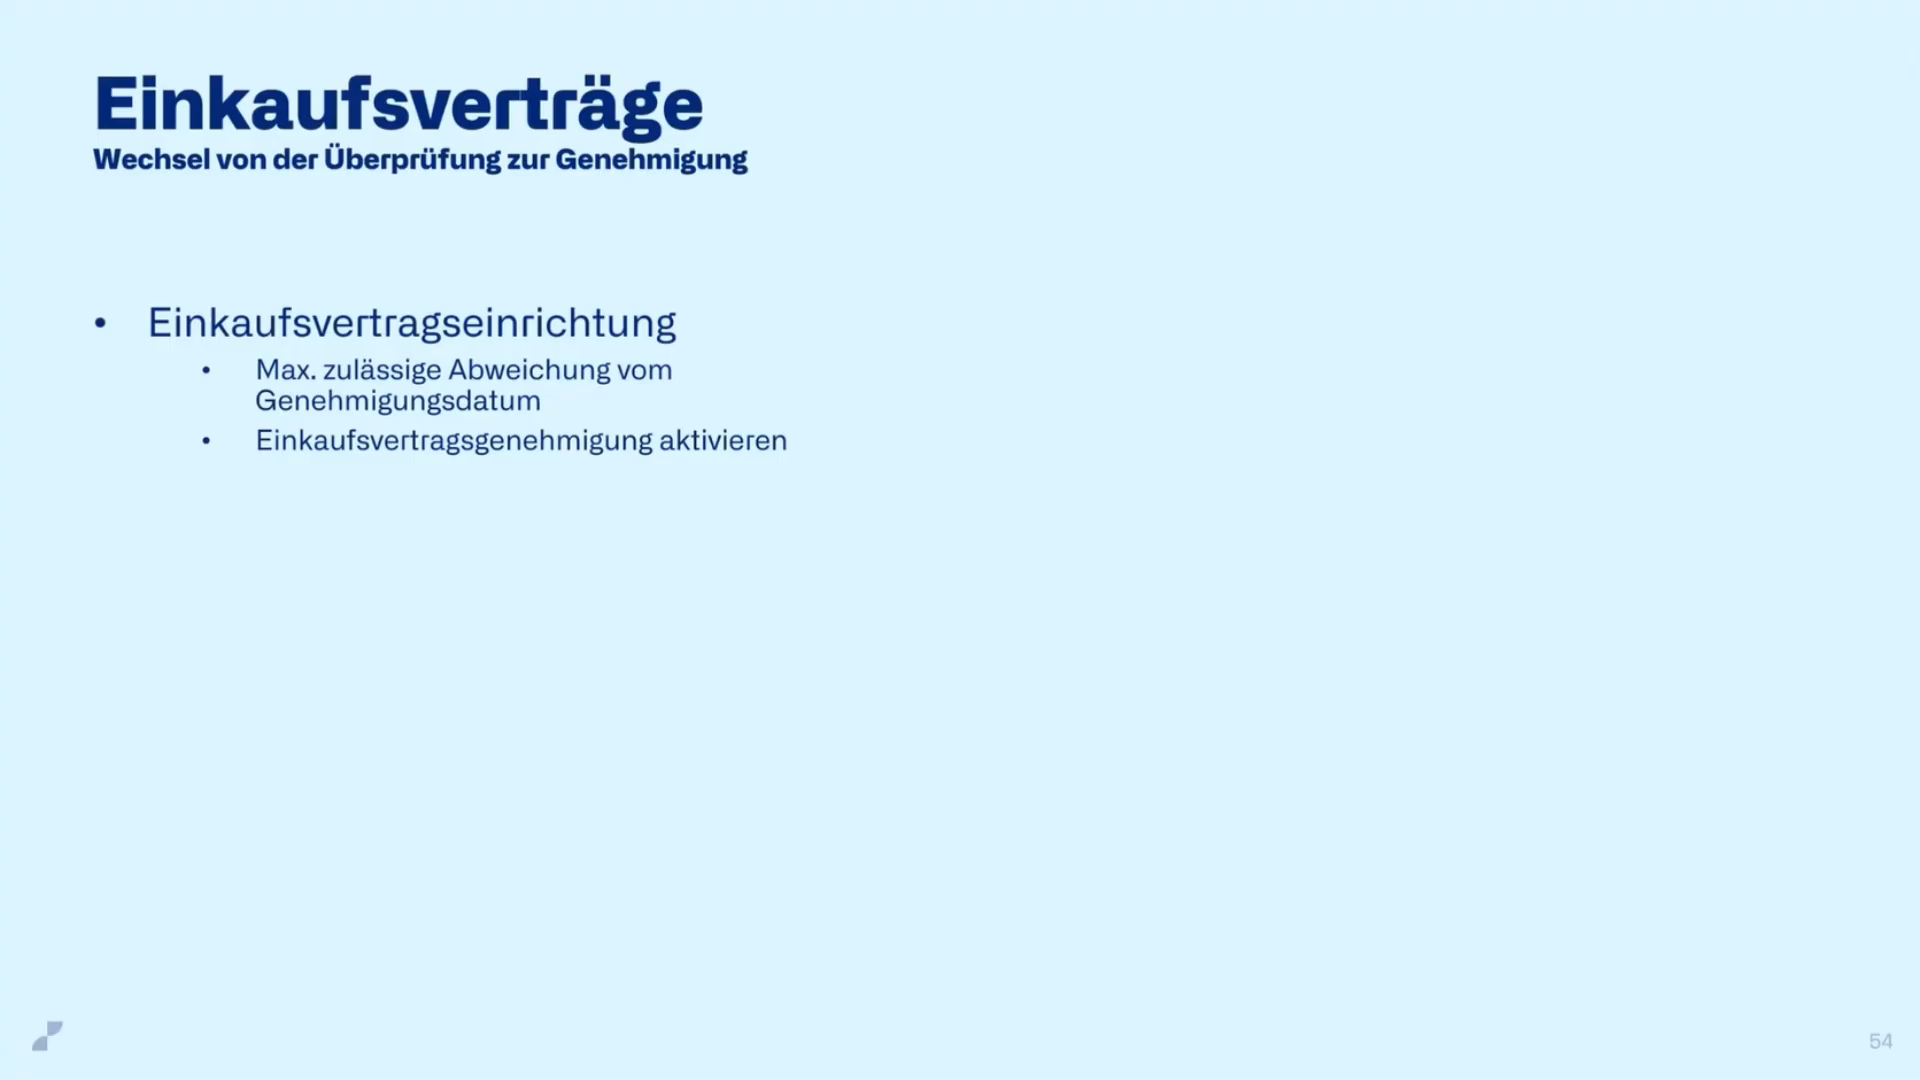 Einkaufsverträge
Wechsel von der Überprüfung zur Genehmigung
• Einkaufsvertragseinrichtung
• Max. zulässige Abweichung vom
Genehmigungsdatum
• Einkaufsvertragsgenehmigung aktivieren
54